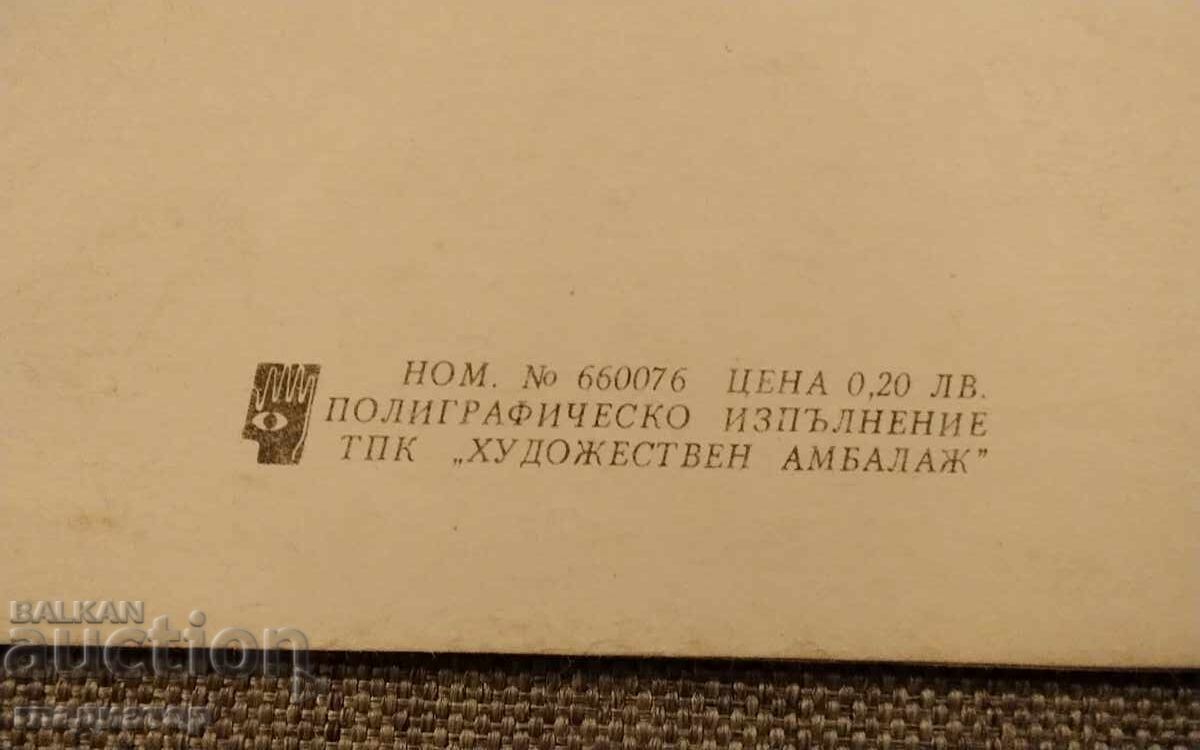 НОМ. № 660076 ЦЕНА 0,20 ЛВ.
ПОЛИГРАФИЧЕСКО ИЗПЪЛНЕНИЕ
ТПК „ХУДОЖЕСТВЕН АМБАЛАЖ”
BALKAN
auction